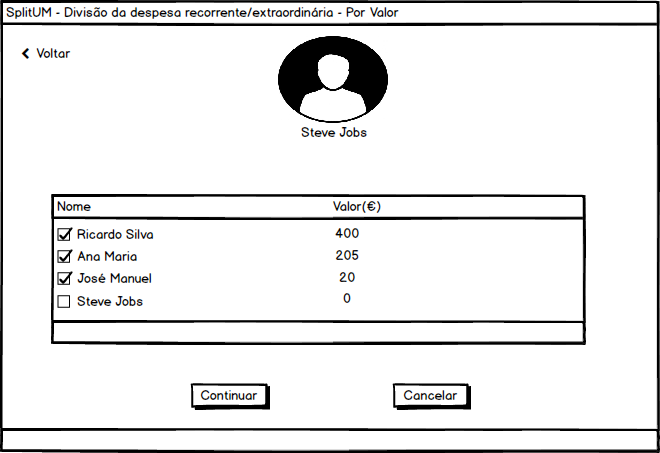 SplitUM - Divisão da despesa recorrente/extraordinária - Por Valor
Voltar
Steve Jobs
Nome Valor(€)
Ricardo Silva 400
Ana Maria 205
José Manuel 20
Steve Jobs 0
Continuar Cancelar